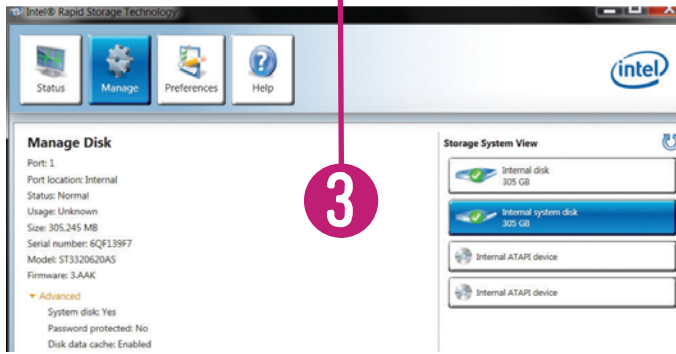 Intel® Rapid Storage Technology
Status
Manage
Preferences
Help
intel
Manage Disk
Port: 1
Port location: Internal
Status: Normal
Usage: Unknown
Size: 305.245 MB
Serial number: 6QF139F7
Model: ST3320620AS
Firmware: 3.AAK
Advanced
System disk: Yes
Password protected: No
Disk data cache: Enabled
3
Storage System View
Internal disk
305 GB
Internal system disk
305 GB
Internal ATAPI device
Internal ATAPI device